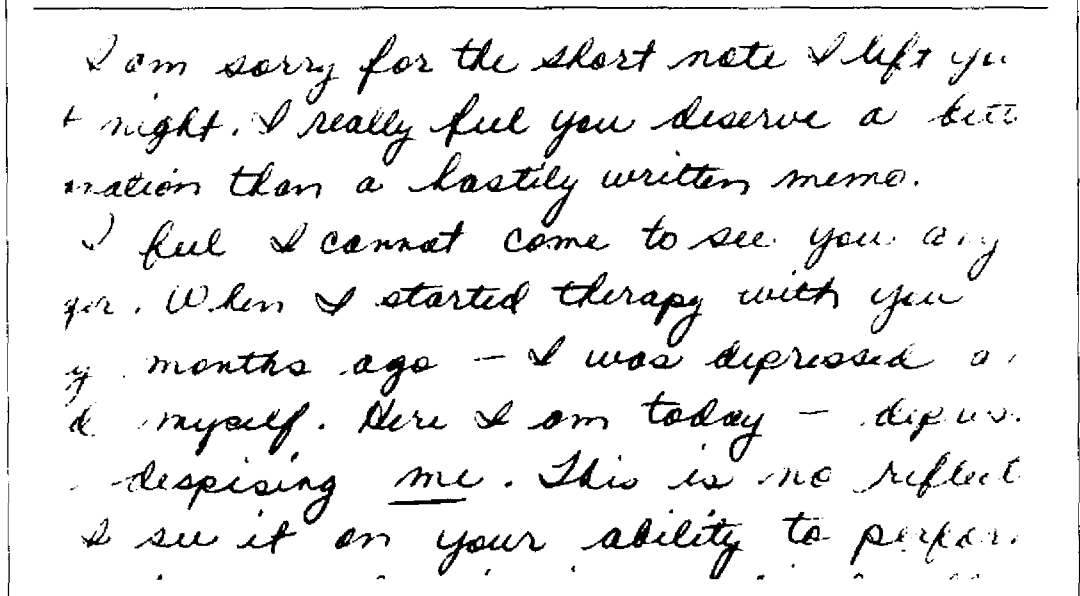 I am sorry for the short note I left
night. I really feel you deserve a
than a hastily written memo.
I feel I cannot come to see you
When I started therapy with you
months ago — I was depressed
myself. Here I am today —
despising me. This is no
I see it on your ability to